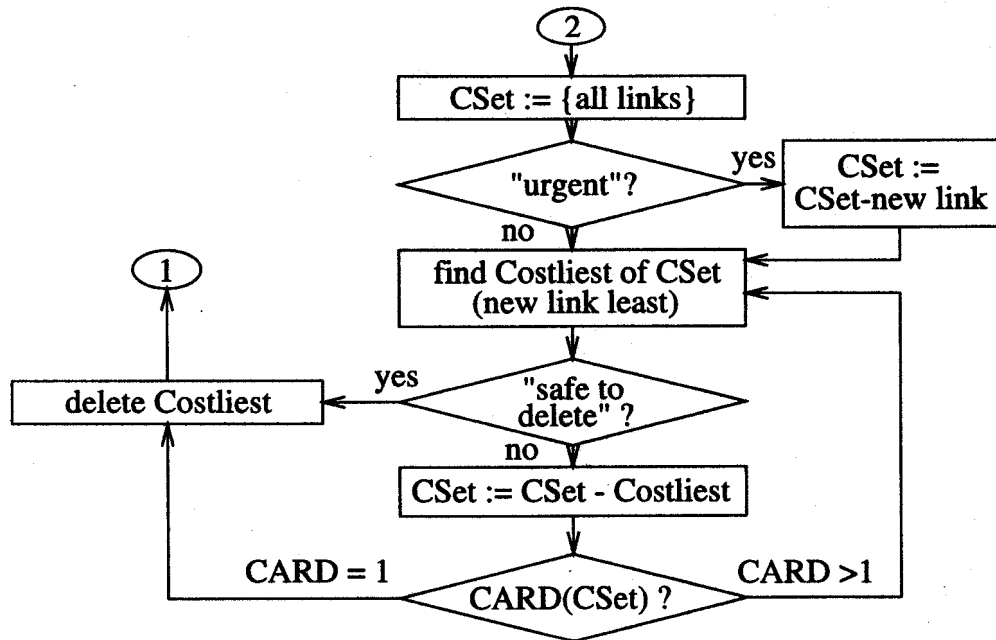 2
CSet := {all links}
"urgent"?
yes
CSet :=
CSet-new link
no
find Costliest of CSet
(new link least)
1
"safe to
delete" ?
yes
delete Costliest
no
CSet := CSet - Costliest
CARD = 1
CARD(CSet) ?
CARD >1